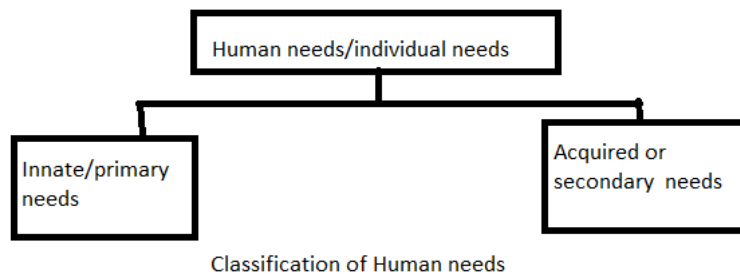 Human needs/individual needs
Innate/primary
needs
Acquired or
secondary needs
Classification of Human needs